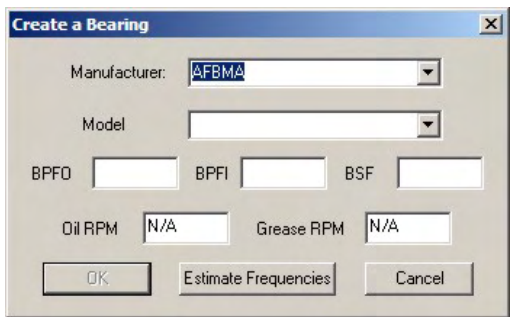 Create a Bearing
Manufacturer: AFBMA
Model
BPFO BPFI BSF
Oil RPM N/A Grease RPM N/A
OK Estimate Frequencies Cancel